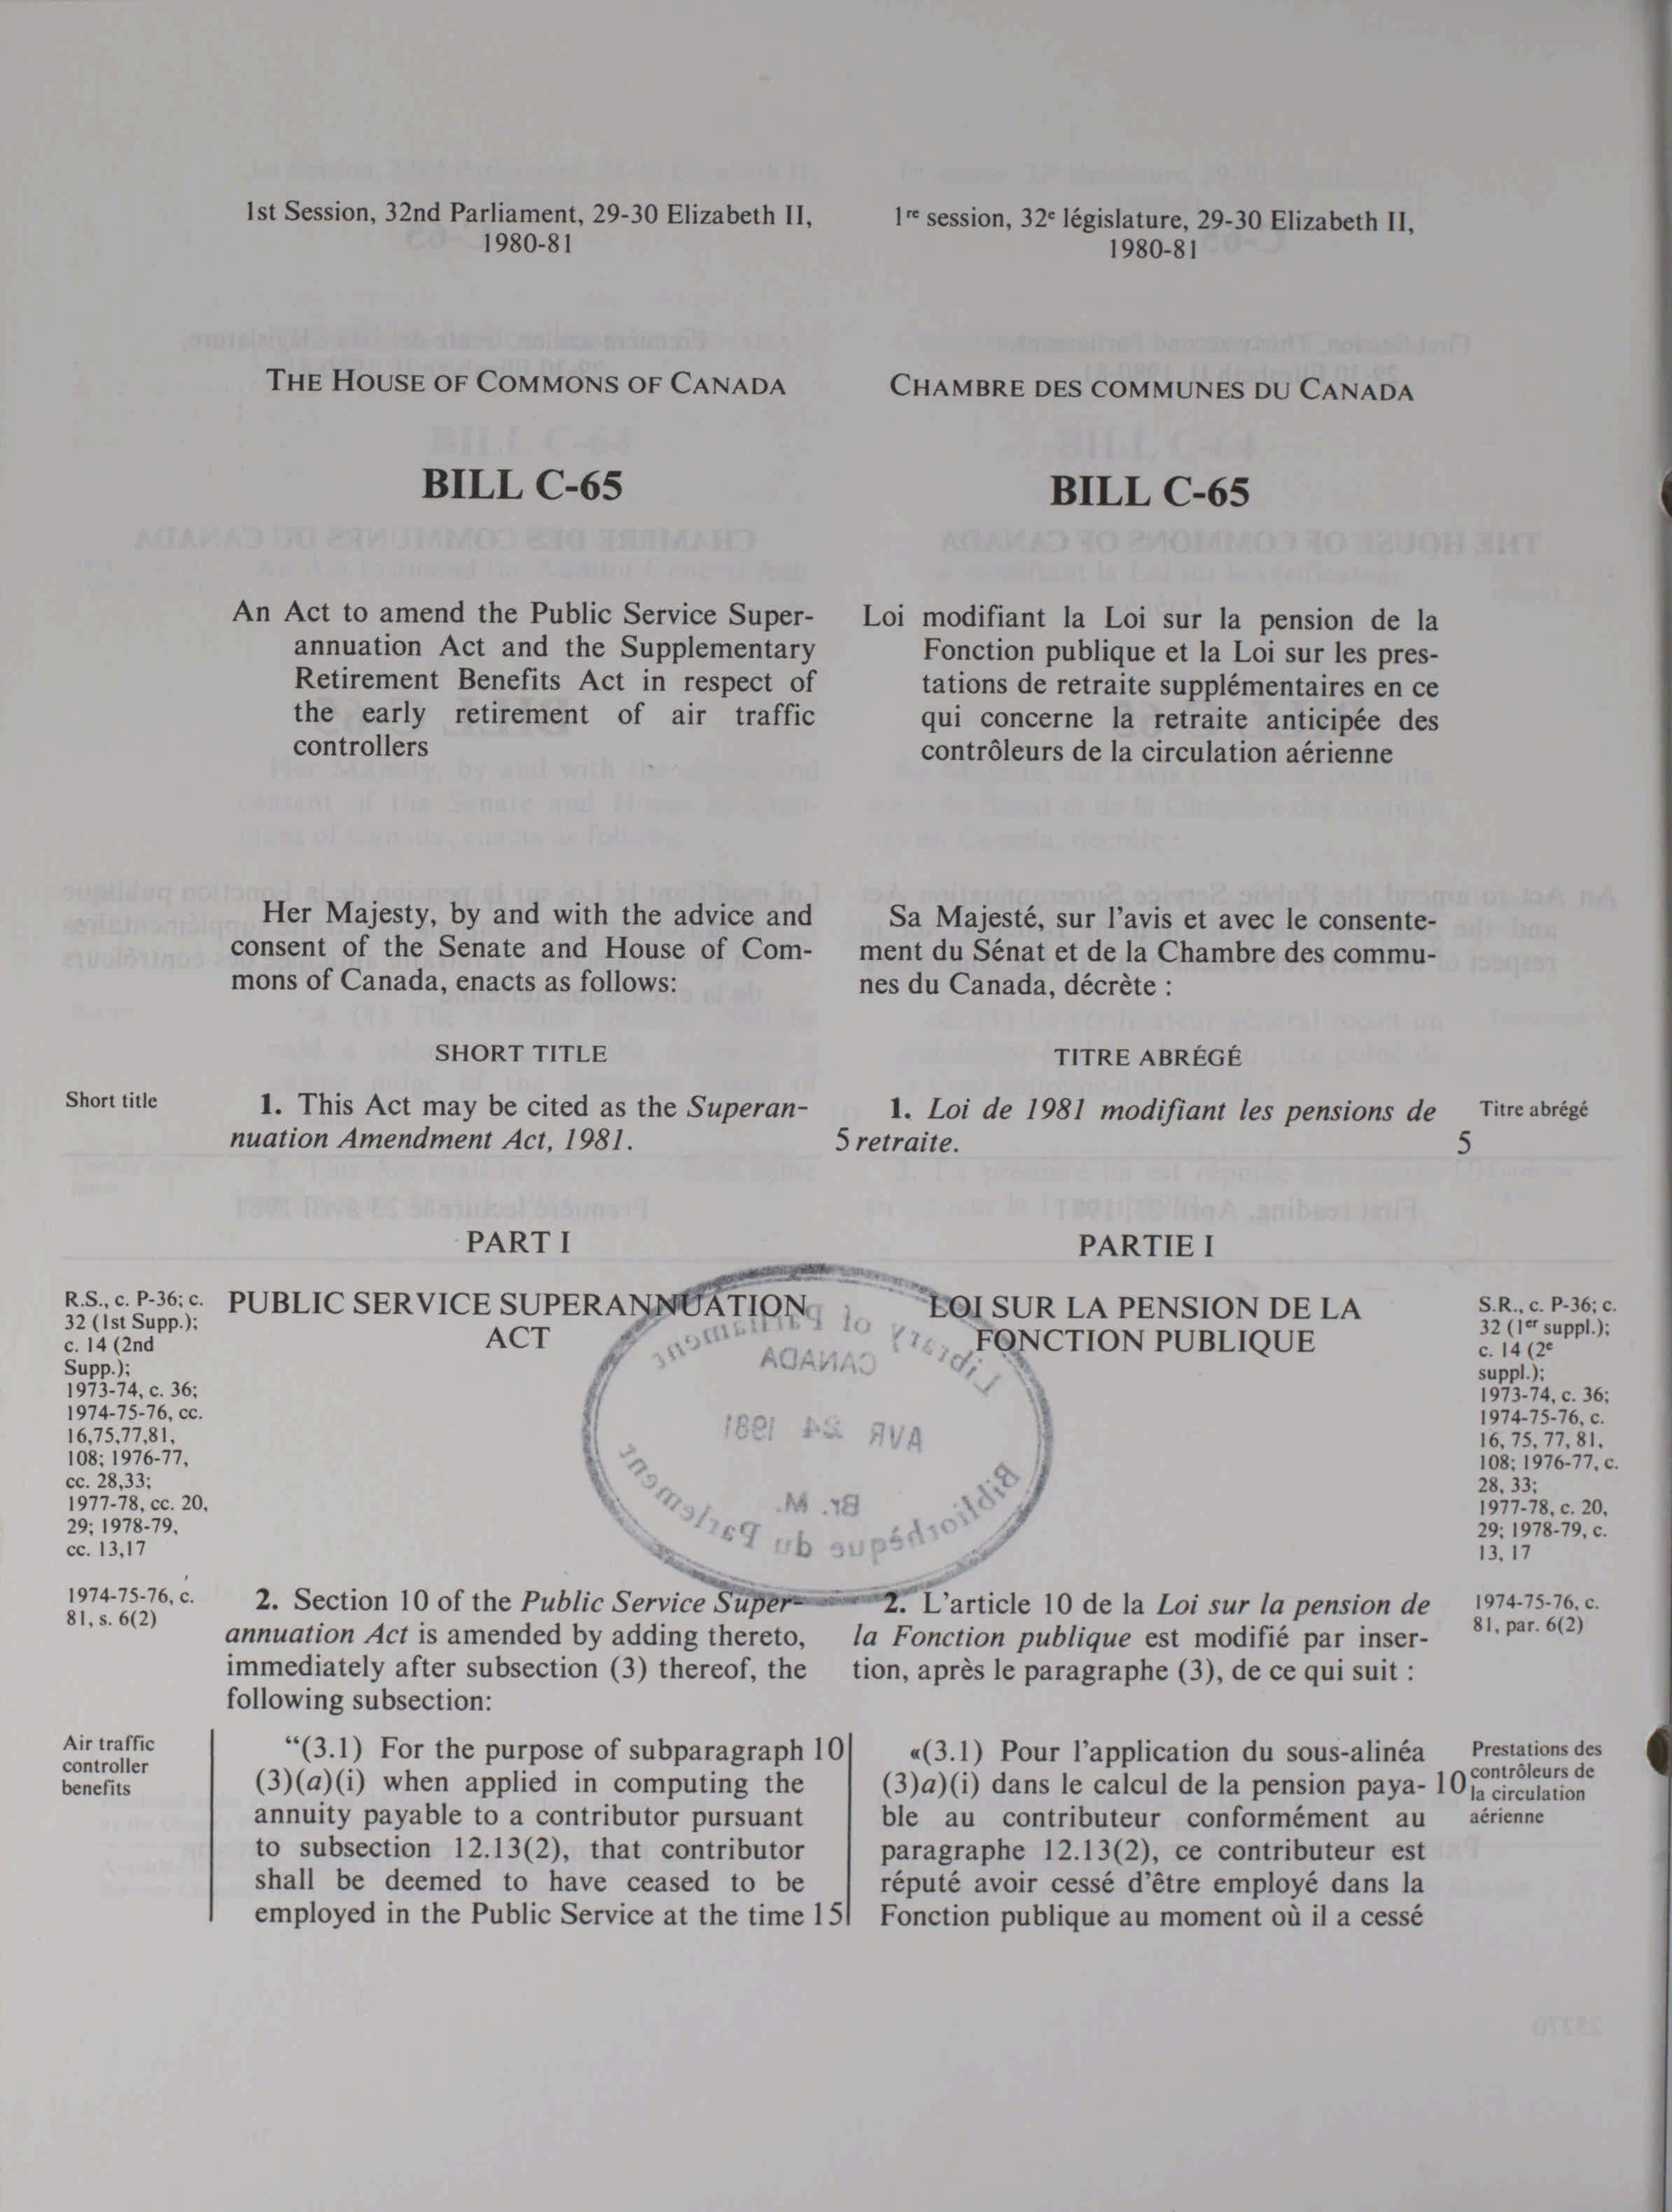 1st Session, 32nd Parliament, 29-30 Elizabeth II,
1980-81
THE HOUSE OF COMMONS OF CANADA
BILL C-65
An Act to amend the Public Service Super-
annuation Act and the Supplementary
Retirement Benefits Act in respect of
the early retirement of air traffic
controllers
Her Majesty, by and with the advice and
consent of the Senate and House of Com-
mons of Canada, enacts as follows:
SHORT TITLE
Short title
1. This Act may be cited as the Superan-
nuation Amendment Act, 1981. 5
PART I
R.S., c. P-36; c.
32 (1st Supp.);
c. 14 (2nd
Supp.);
1973-74, c. 36;
1974-75-76, cc.
16,75,77,81,
108; 1976-77,
cc. 28,33;
1977-78, cc. 20,
29; 1978-79,
cc. 13,17
PUBLIC SERVICE SUPERANNUATION
ACT
1974-75-76, c.
81, s. 6(2)
2. Section 10 of the Public Service Super-
annuation Act is amended by adding thereto,
immediately after subsection (3) thereof, the
following subsection:
Air traffic
controller
benefits
“(3.1) For the purpose of subparagraph 10
(3)(a)(i) when applied in computing the
annuity payable to a contributor pursuant
to subsection 12.13(2), that contributor
shall be deemed to have ceased to be
employed in the Public Service at the time 15
1re session, 32e législature, 29-30 Elizabeth II,
1980-81
CHAMBRE DES COMMUNES DU CANADA
BILL C-65
Loi modifiant la Loi sur la pension de la
Fonction publique et la Loi sur les pres-
tations de retraite supplémentaires en ce
qui concerne la retraite anticipée des
contrôleurs de la circulation aérienne
Sa Majesté, sur l’avis et avec le consente-
ment du Sénat et de la Chambre des commu-
nes du Canada, décrète :
TITRE ABRÉGÉ
1. Loi de 1981 modifiant les pensions de
retraite. 5
Titre abrégé
PARTIE I
LOI SUR LA PENSION DE LA
FONCTION PUBLIQUE
S.R., c. P-36; c.
32 (1er suppl.);
c. 14 (2e
suppl.);
1973-74, c. 36;
1974-75-76, c.
16, 75, 77, 81,
108; 1976-77, c.
28, 33;
1977-78, c. 20,
29; 1978-79, c.
13, 17
Library of Parliament
CANADA
AVR 24 1981
Br. M.
Bibliothèque du Parlement
2. L’article 10 de la Loi sur la pension de
la Fonction publique est modifié par inser-
tion, après le paragraphe (3), de ce qui suit :
1974-75-76, c.
81, par. 6(2)
«(3.1) Pour l’application du sous-alinéa
(3)a)(i) dans le calcul de la pension paya- 10
ble au contributeur conformément au
paragraphe 12.13(2), ce contributeur est
réputé avoir cessé d’être employé dans la
Fonction publique au moment où il a cessé
Prestations des
contrôleurs de
la circulation
aérienne